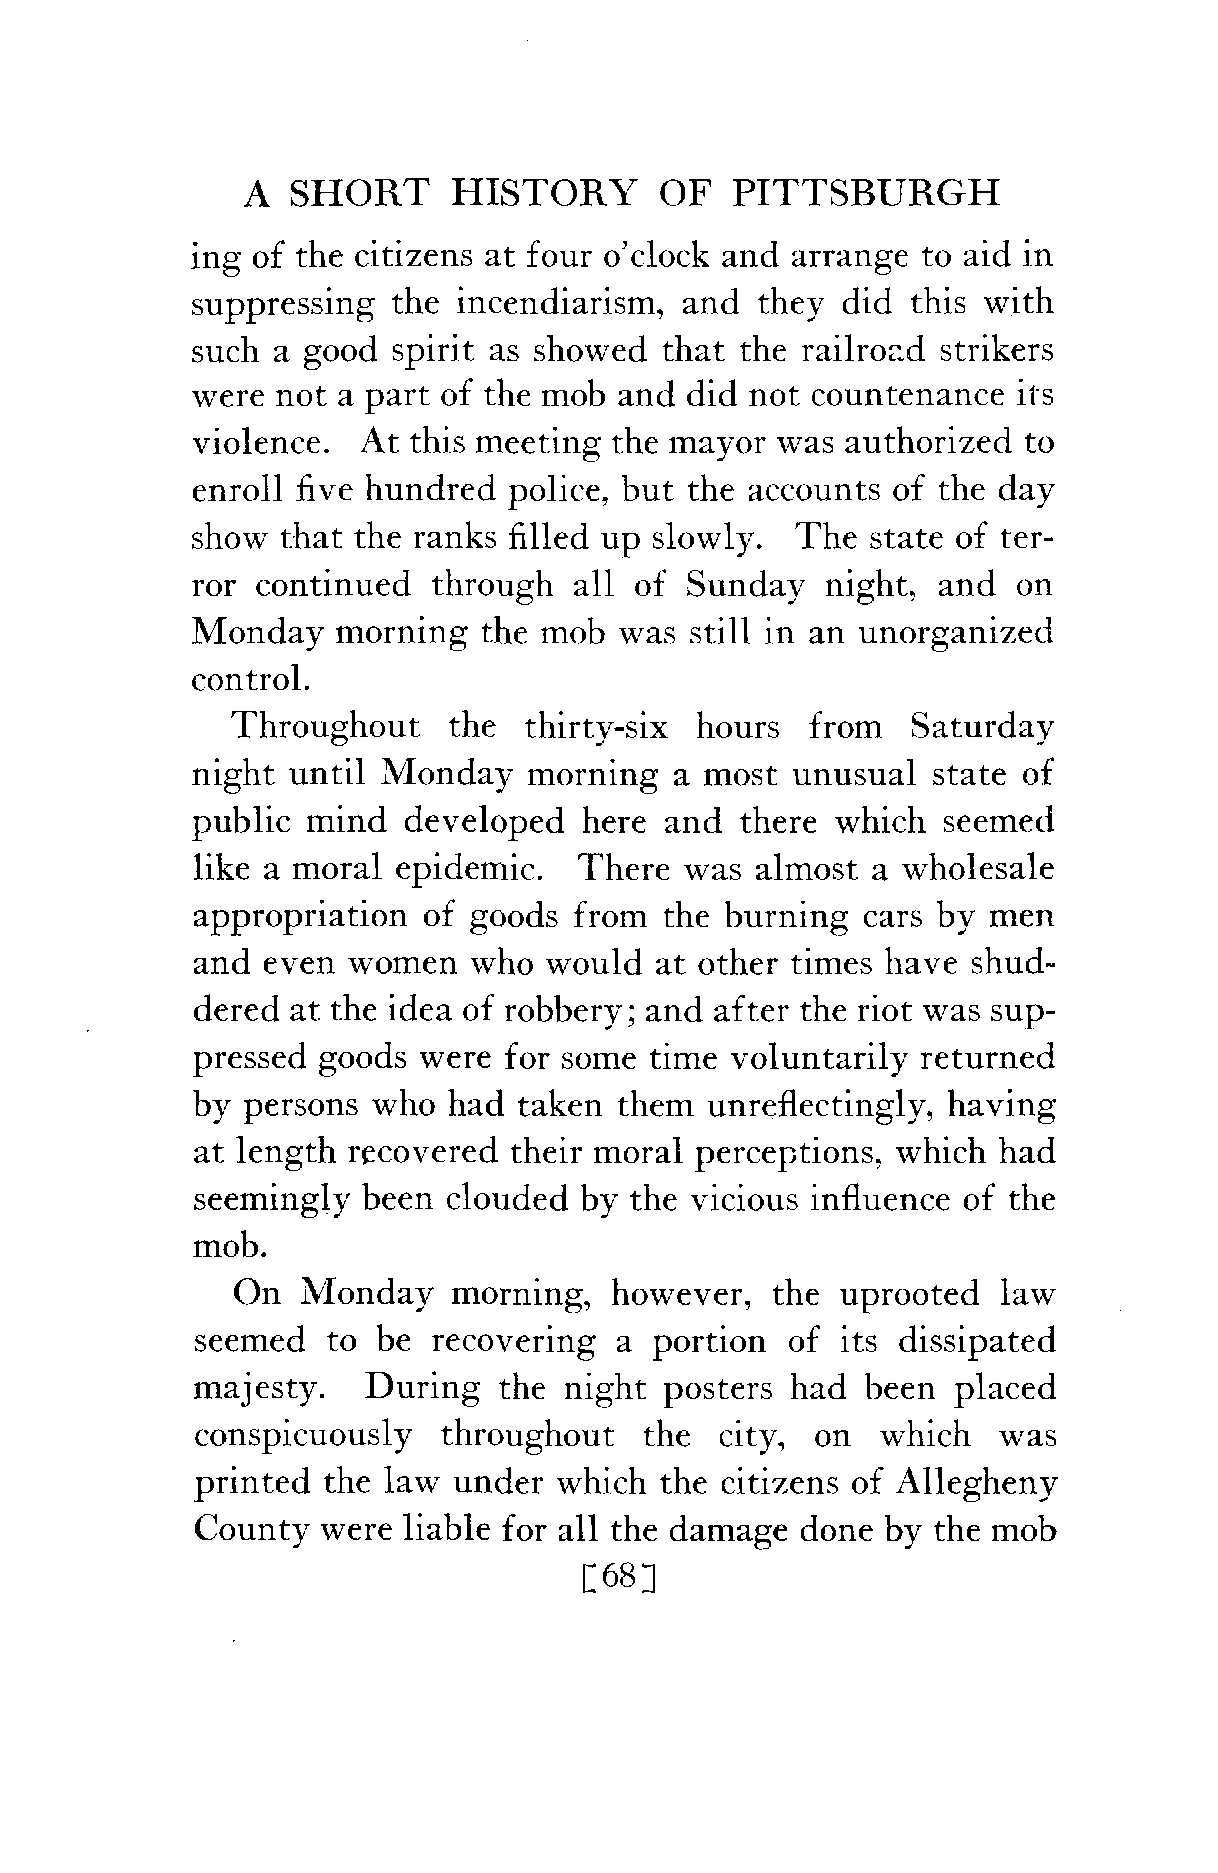 A SHORT HISTORY OF PITTSBURGH
ing of the citizens at four o'clock and arrange to aid in
suppressing the incendiarism, and they did this with
such a good spirit as showed that the railroad strikers
were not a part of the mob and did not countenance its
violence. At this meeting the mayor was authorized to
enroll five hundred police, but the accounts of the day
show that the ranks filled up slowly. The state of ter-
ror continued through all of Sunday night, and on
Monday morning the mob was still in an unorganized
control.
Throughout the thirty-six hours from Saturday
night until Monday morning a most unusual state of
public mind developed here and there which seemed
like a moral epidemic. There was almost a wholesale
appropriation of goods from the burning cars by men
and even women who would at other times have shud-
dered at the idea of robbery; and after the riot was sup-
pressed goods were for some time voluntarily returned
by persons who had taken them unreflectingly, having
at length recovered their moral perceptions, which had
seemingly been clouded by the vicious influence of the
mob.
On Monday morning, however, the uprooted law
seemed to be recovering a portion of its dissipated
majesty. During the night posters had been placed
conspicuously throughout the city, on which was
printed the law under which the citizens of Allegheny
County were liable for all the damage done by the mob
[68]